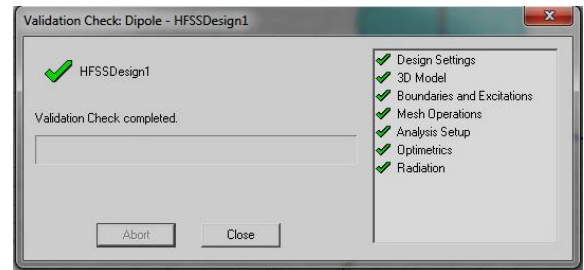 Validation Check: Dipole - HFSSDesign1
HFSSDesign1
Validation Check completed.
Abort
Close
Design Settings
3D Model
Boundaries and Excitations
Mesh Operations
Analysis Setup
Optimetrics
Radiation